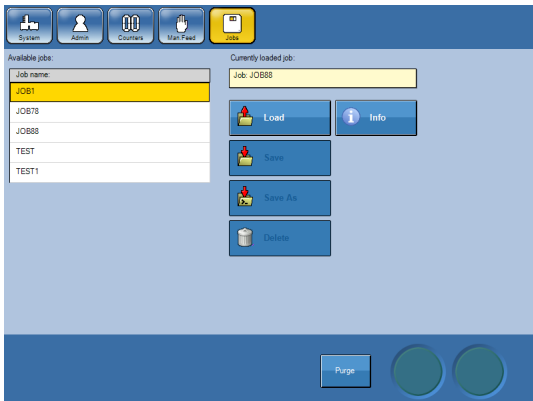 System Admin Counters Man.Feed Jobs
Available jobs:
Currently loaded job:
Job name:
Job: JOB88
JOB1
JOB78
JOB88
TEST
TEST1
Load
Info
Save
Save As
Delete
Purge